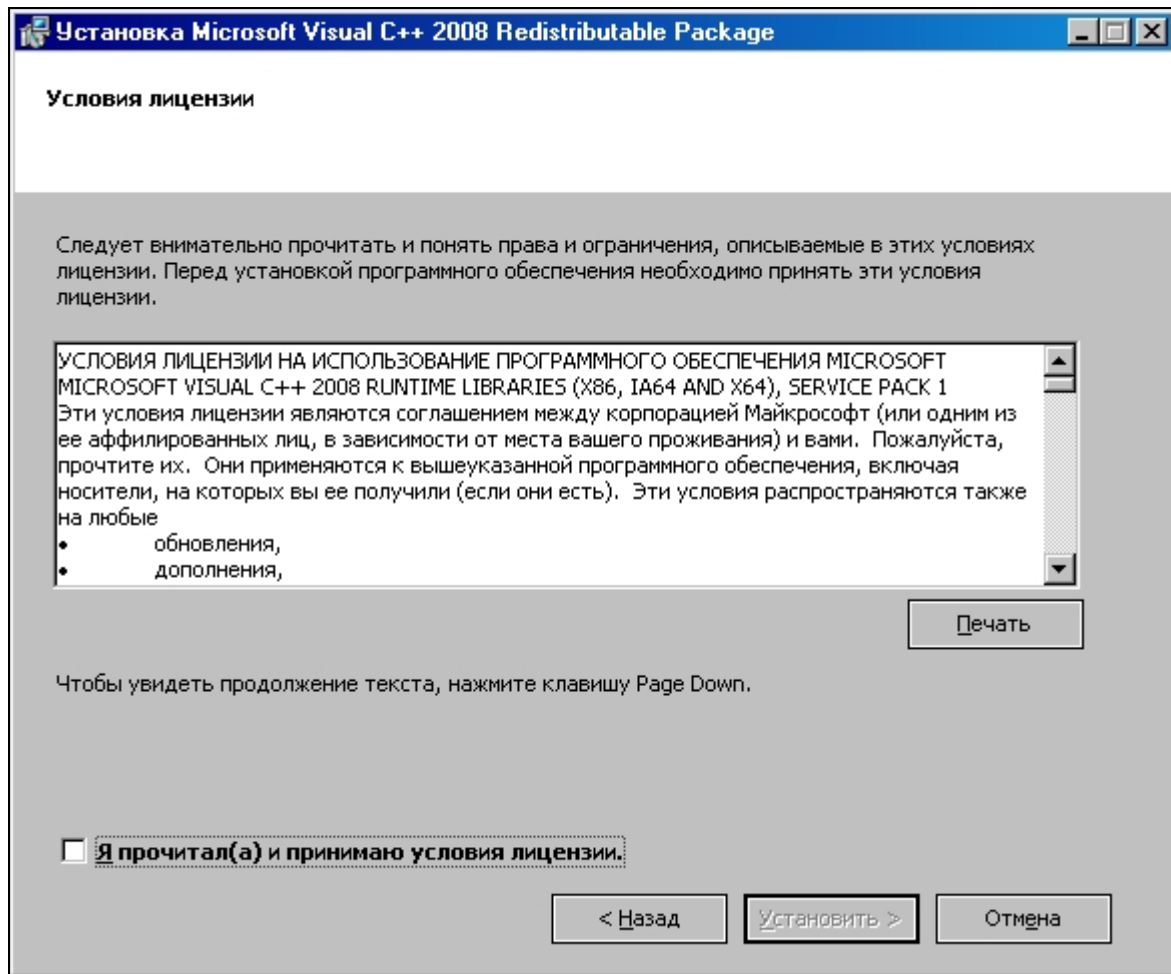 Установка Microsoft Visual C++ 2008 Redistributable Package
Условия лицензии
Следует внимательно прочитать и понять права и ограничения, описываемые в этих условиях
лицензии. Перед установкой программного обеспечения необходимо принять эти условия
лицензии.
УСЛОВИЯ ЛИЦЕНЗИИ НА ИСПОЛЬЗОВАНИЕ ПРОГРАММНОГО ОБЕСПЕЧЕНИЯ MICROSOFT
MICROSOFT VISUAL C++ 2008 RUNTIME LIBRARIES (X86, IA64 AND X64), SERVICE PACK 1
Эти условия лицензии являются соглашением между корпорацией Майкрософт (или одним из
ее аффилированных лиц, в зависимости от места вашего проживания) и вами.  Пожалуйста,
прочтите их.  Они применяются к вышеуказанной программного обеспечения, включая
носители, на которых вы ее получили (если они есть).  Эти условия распространяются также
на любые
• обновления,
• дополнения,
Печать
Чтобы увидеть продолжение текста, нажмите клавишу Page Down.
Я прочитал(а) и принимаю условия лицензии.
< Назад Установить > Отмена